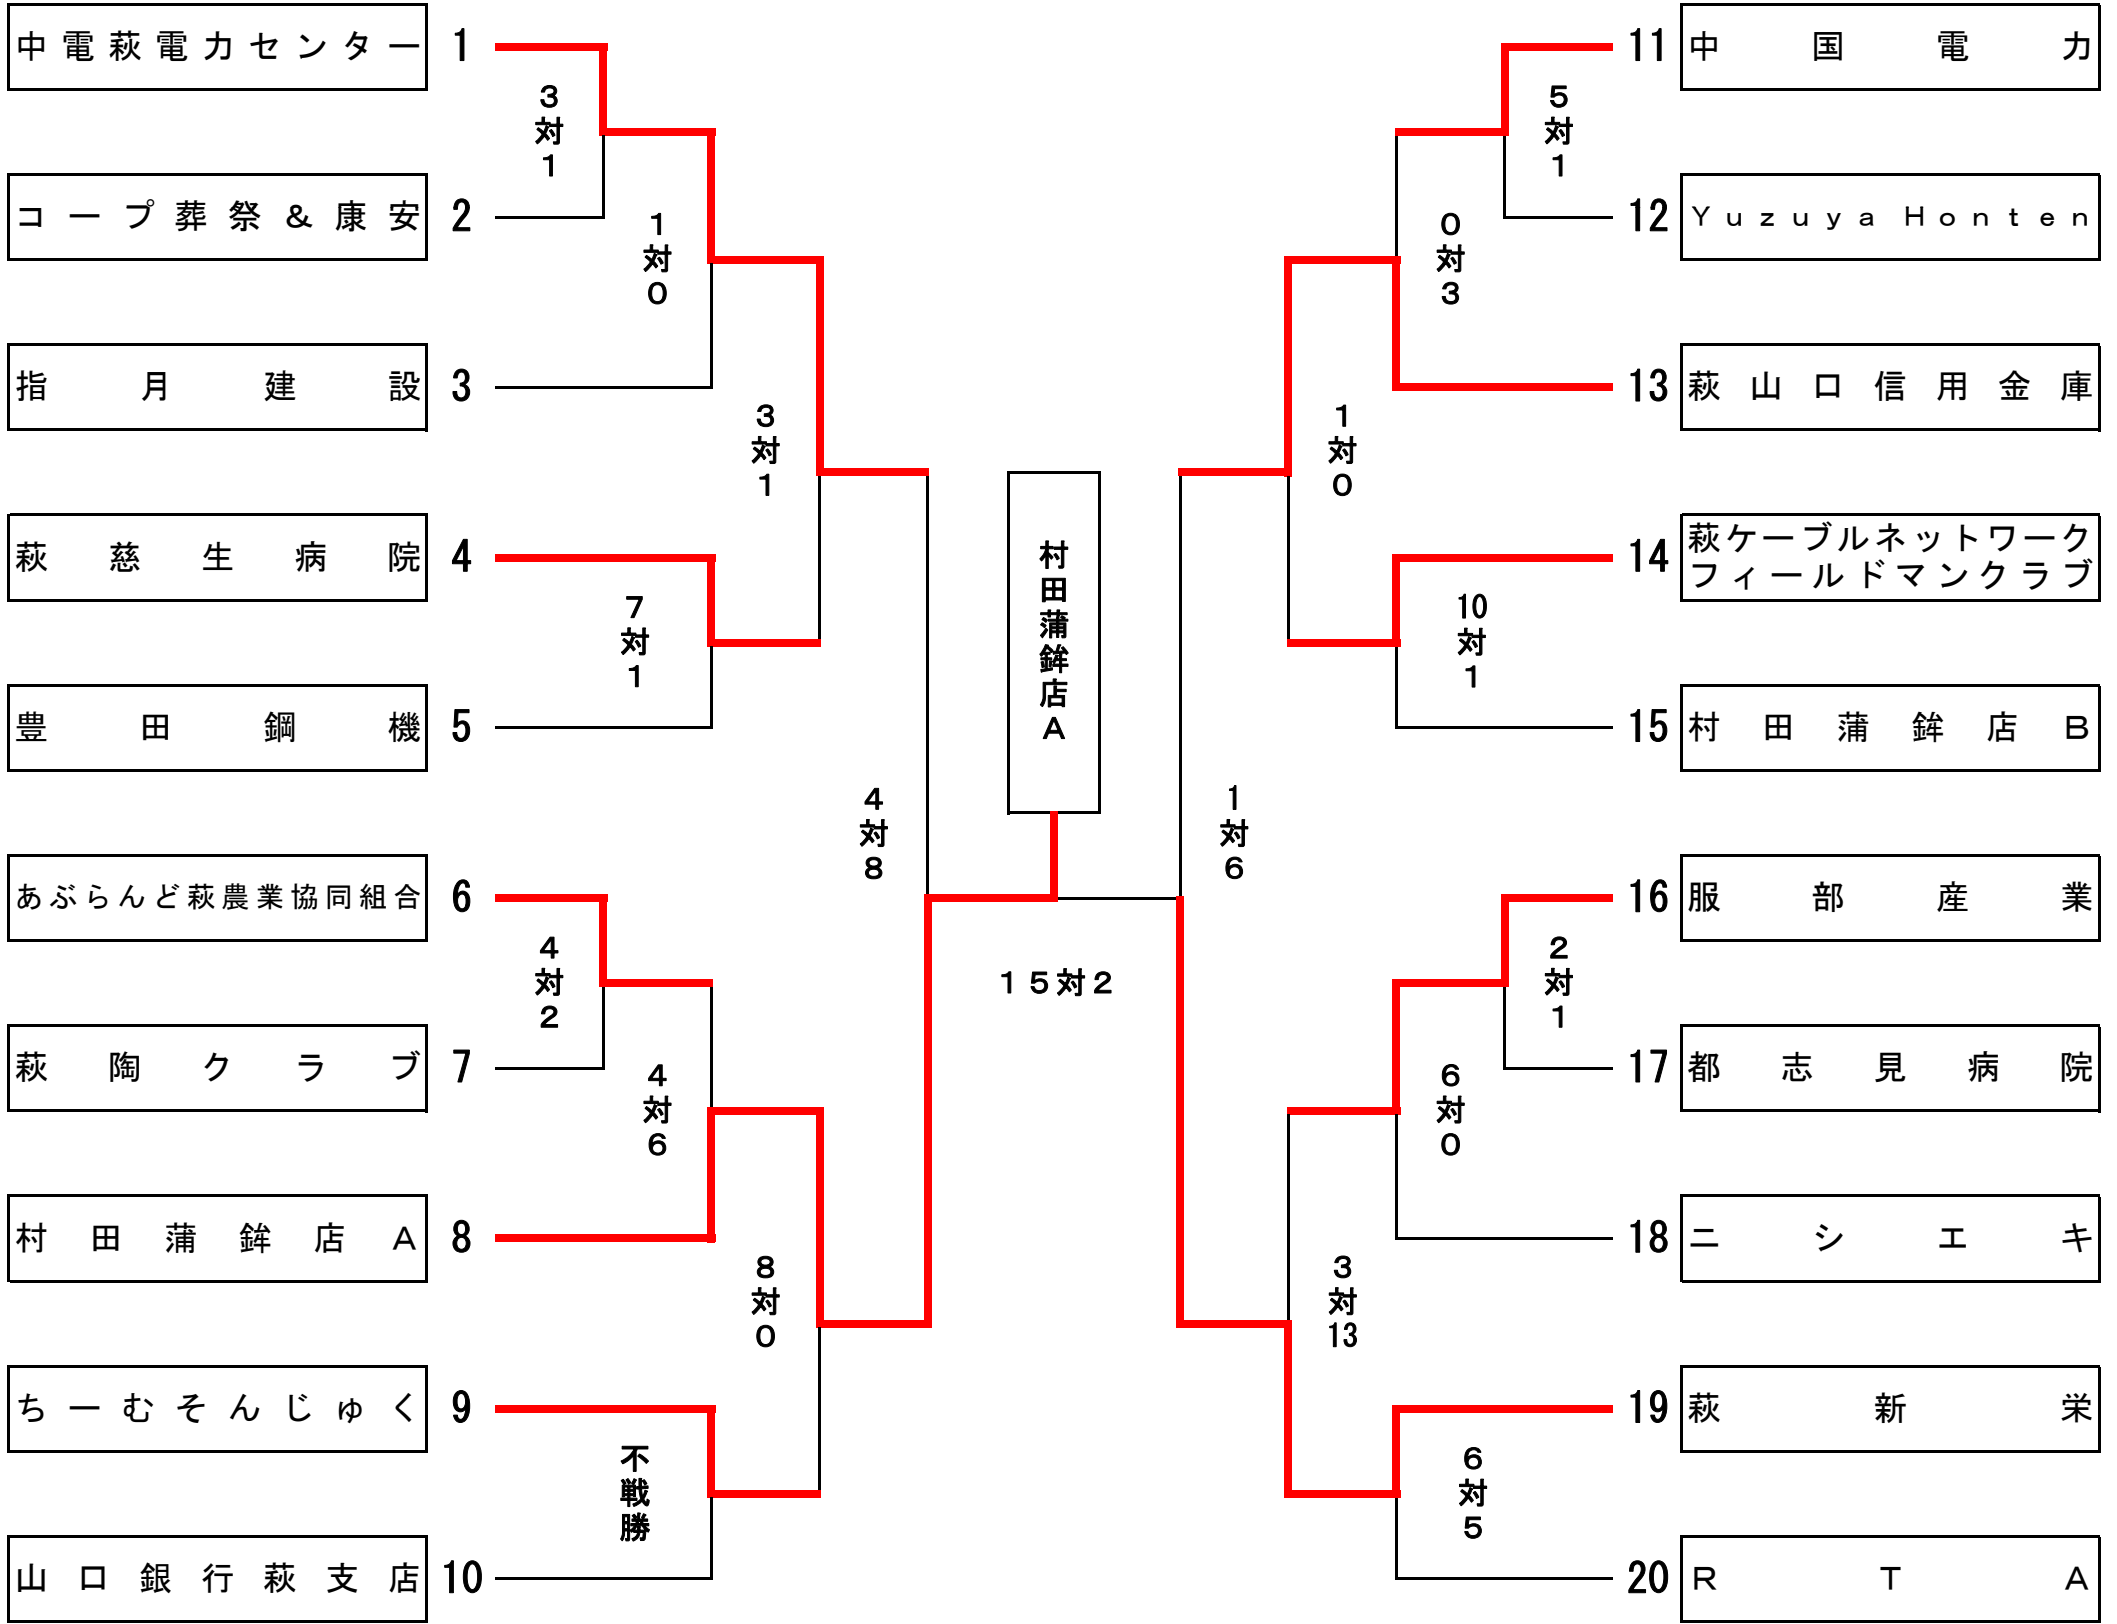 中電萩電力センター 1
コープ葬祭＆康安 2
指月建設 3
萩慈生病院 4
豊田鋼機 5
あぶらんど萩農業協同組合 6
萩陶クラブ 7
村田蒲鉾店Ａ 8
ちーむそんじゅく 9
山口銀行萩支店 10
3対1
1対0
3対1
7対1
4対8
4対2
4対6
8対0
不戦勝
村田蒲鉾店Ａ
１５対２
5対1
0対3
1対0
10対1
1対6
2対1
6対0
3対13
6対5
11 中国電力
12 Ｙｕｚｕｙａ Ｈｏｎｔｅｎ
13 萩山口信用金庫
14 萩ケーブルネットワーク
フィールドマンクラブ
15 村田蒲鉾店Ｂ
16 服部産業
17 都志見病院
18 ニシエキ
19 萩新栄
20 ＲＴＡ